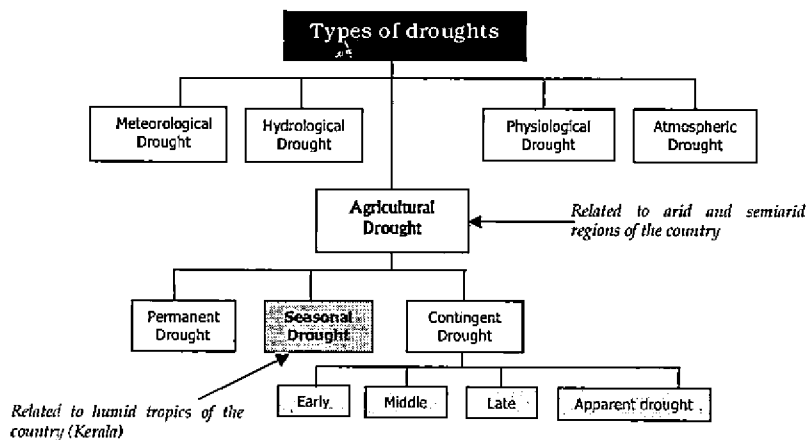 Types of droughts
Meteorological
Drought
Hydrological
Drought
Physiological
Drought
Atmospheric
Drought
Agricultural
Drought
Related to arid and semiarid
regions of the country
Permanent
Drought
Seasonal
Drought
Contingent
Drought
Early
Middle
Late
Apparent drought
Related to humid tropics of the
country (Kerala)